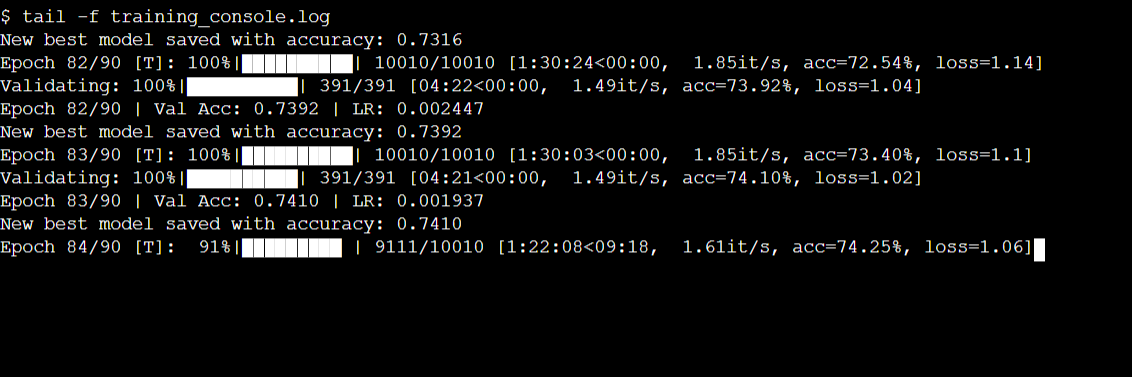 $ tail -f training_console.log
New best model saved with accuracy: 0.7316
Epoch 82/90 [T]: 100%|██████████| 10010/10010 [1:30:24<00:00,  1.85it/s, acc=72.54%, loss=1.14]
Validating: 100%|██████████| 391/391 [04:22<00:00,  1.49it/s, acc=73.92%, loss=1.04]
Epoch 82/90 | Val Acc: 0.7392 | LR: 0.002447
New best model saved with accuracy: 0.7392
Epoch 83/90 [T]: 100%|██████████| 10010/10010 [1:30:03<00:00,  1.85it/s, acc=73.40%, loss=1.1]
Validating: 100%|██████████| 391/391 [04:21<00:00,  1.49it/s, acc=74.10%, loss=1.02]
Epoch 83/90 | Val Acc: 0.7410 | LR: 0.001937
New best model saved with accuracy: 0.7410
Epoch 84/90 [T]:  91%|█████████ | 9111/10010 [1:22:08<09:18,  1.61it/s, acc=74.25%, loss=1.06]